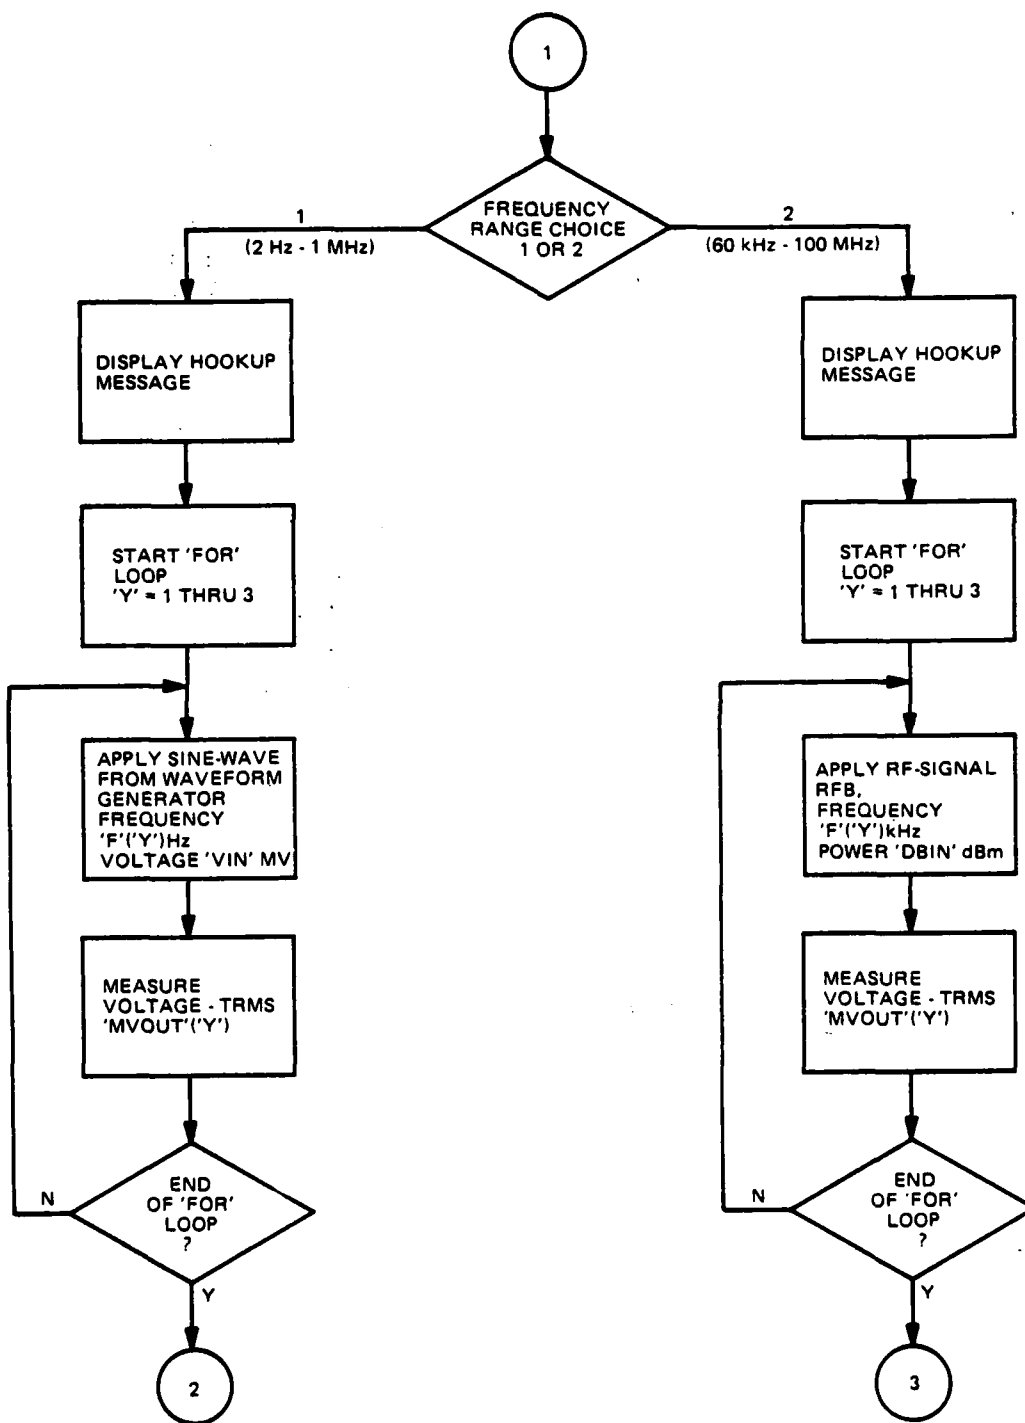 1
FREQUENCY
RANGE CHOICE
1 OR 2
1
(2 Hz - 1 MHz)
2
(60 kHz - 100 MHz)
DISPLAY HOOKUP
MESSAGE
START 'FOR'
LOOP
'Y' = 1 THRU 3
APPLY SINE-WAVE
FROM WAVEFORM
GENERATOR
FREQUENCY
'F'('Y')Hz
VOLTAGE 'VIN' MV
MEASURE
VOLTAGE - TRMS
'MVOUT'('Y')
END
OF 'FOR'
LOOP
?
N
Y
2
DISPLAY HOOKUP
MESSAGE
START 'FOR'
LOOP
'Y' = 1 THRU 3
APPLY RF-SIGNAL
RFB,
FREQUENCY
'F'('Y')kHz
POWER 'DBIN' dBm
MEASURE
VOLTAGE - TRMS
'MVOUT'('Y')
END
OF 'FOR'
LOOP
?
N
Y
3